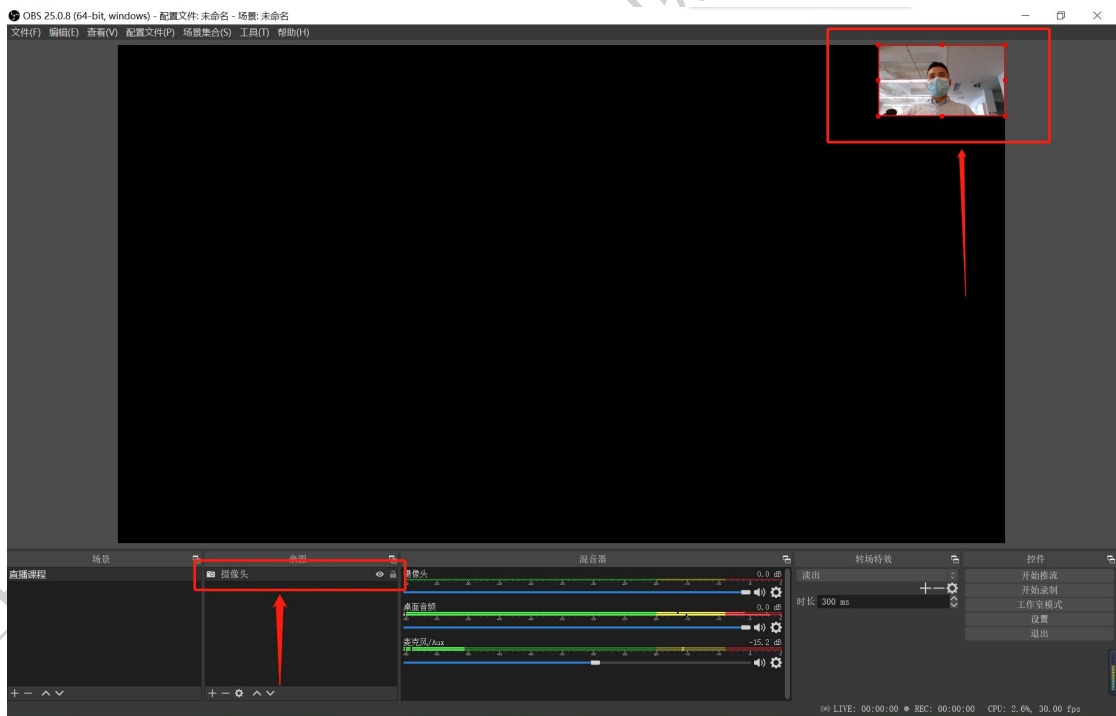 OBS 25.0.8 (64-bit, windows) - 配置文件: 未命名 - 场景: 未命名
文件(F) 编辑(E) 查看(V) 配置文件(P) 场景集合(S) 工具(T) 帮助(H)
场景 来源 混音器 转场特效 控件
直播课程
摄像头
摄像头 0.0 dB
桌面音频 0.0 dB
麦克风/Aux -15.2 dB
淡出
时长 300 ms
开始推流
开始录制
工作室模式
设置
退出
LIVE: 00:00:00 REC: 00:00:00 CPU: 2.6%, 30.00 fps